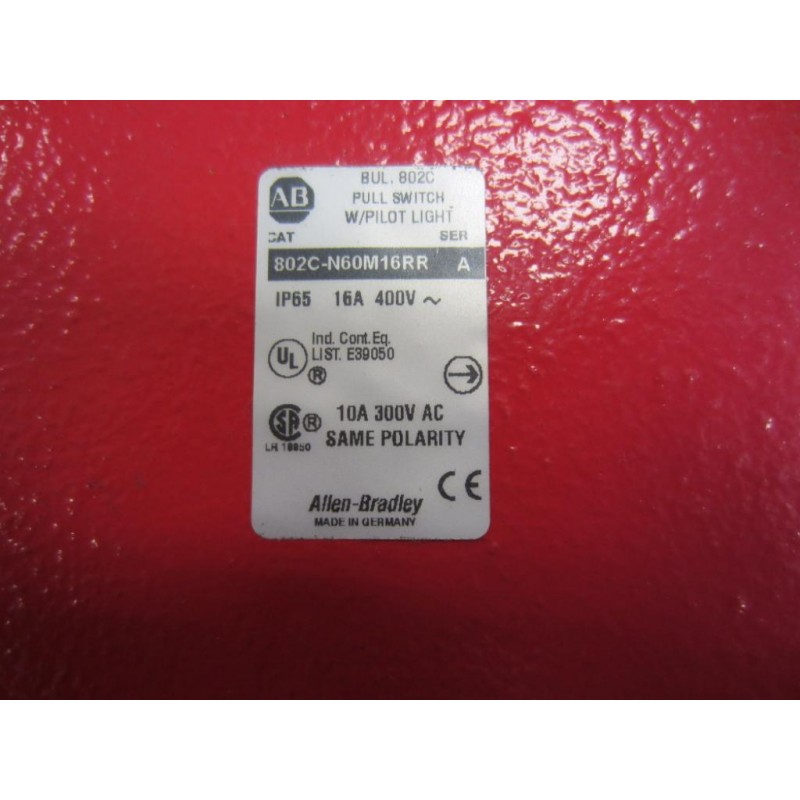 AB
BUL. 802C
PULL SWITCH
W/PILOT LIGHT
CAT SER
802C-N60M16RR A
IP65 16A 400V ~
UL
Ind. Cont. Eq.
LIST. E39050
®
SA ®
10A 300V AC
SAME POLARITY
CE
Allen-Bradley
MADE IN GERMANY